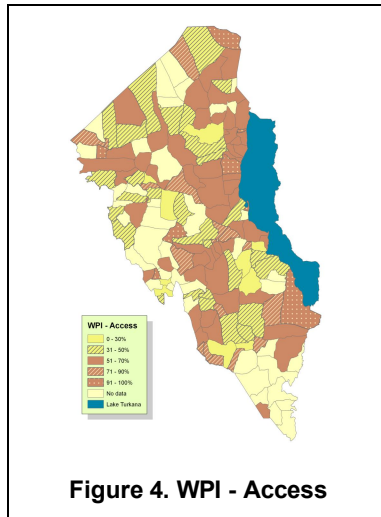 WPI - Access
0 - 30%
31 - 50%
51 - 70%
71 - 90%
91 - 100%
No data
Lake Turkana
Figure 4. WPI - Access